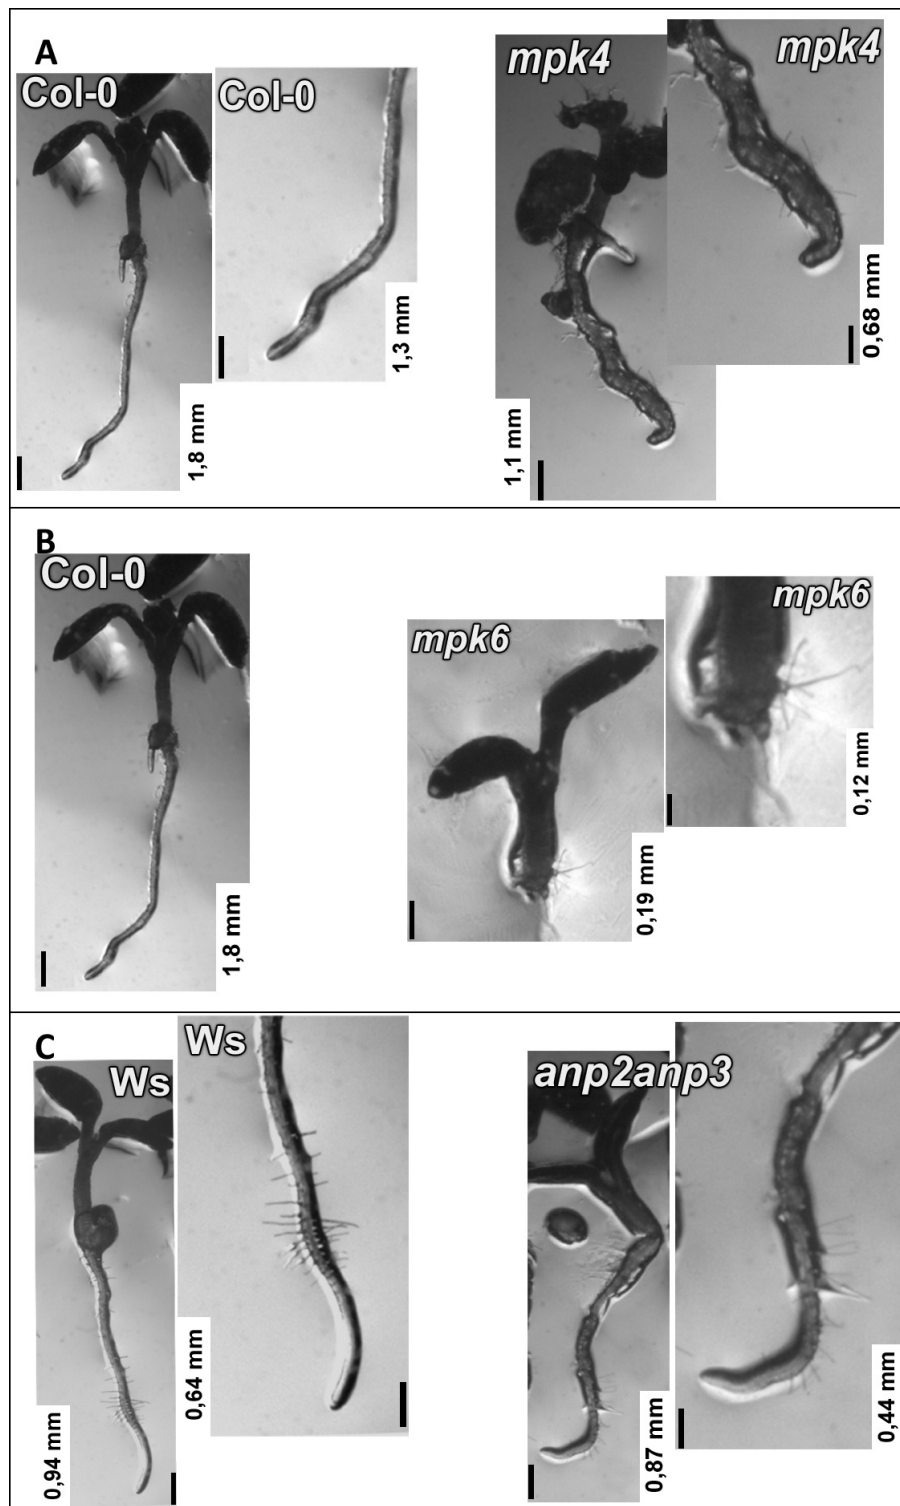 A
Col-0
Col-0
mpk4
mpk4
1,8 mm
1,3 mm
1,1 mm
0,68 mm
B
Col-0
mpk6
mpk6
1,8 mm
0,19 mm
0,12 mm
C
Ws
Ws
anp2anp3
0,94 mm
0,64 mm
0,87 mm
0,44 mm